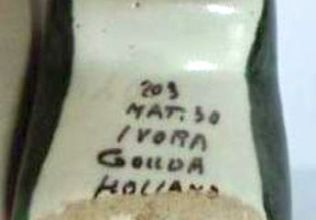 203
MAT. 30
IVORA
GOUDA
HOLLAND